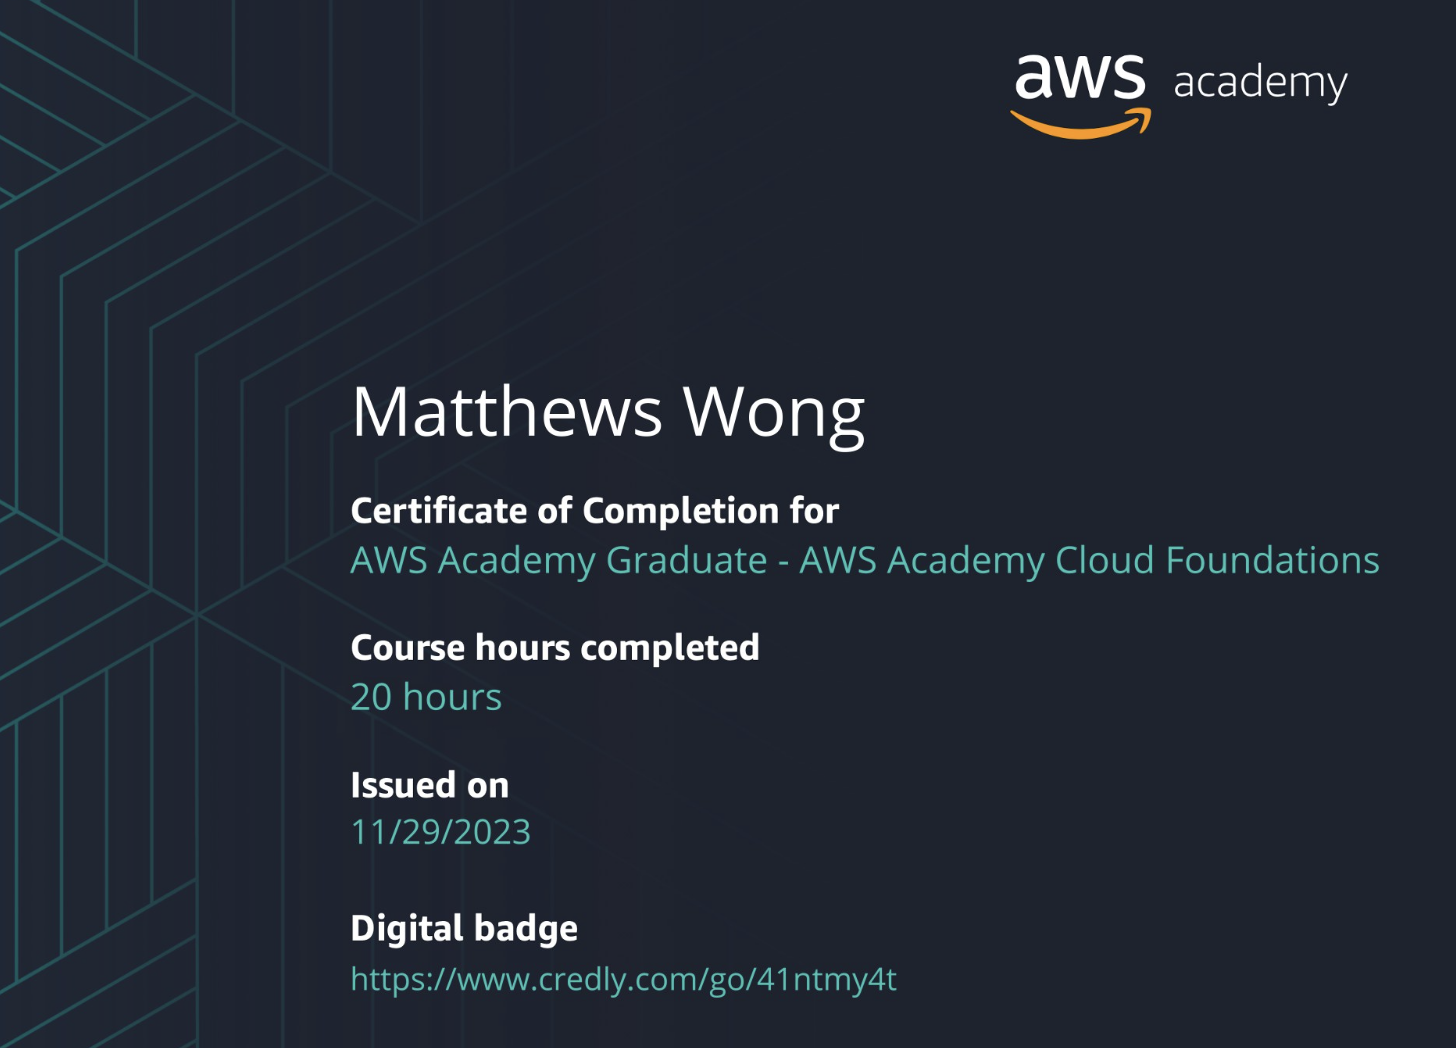 aws academy
Matthews Wong
Certificate of Completion for
AWS Academy Graduate - AWS Academy Cloud Foundations
Course hours completed
20 hours
Issued on
11/29/2023
Digital badge
https://www.credly.com/go/41ntmy4t